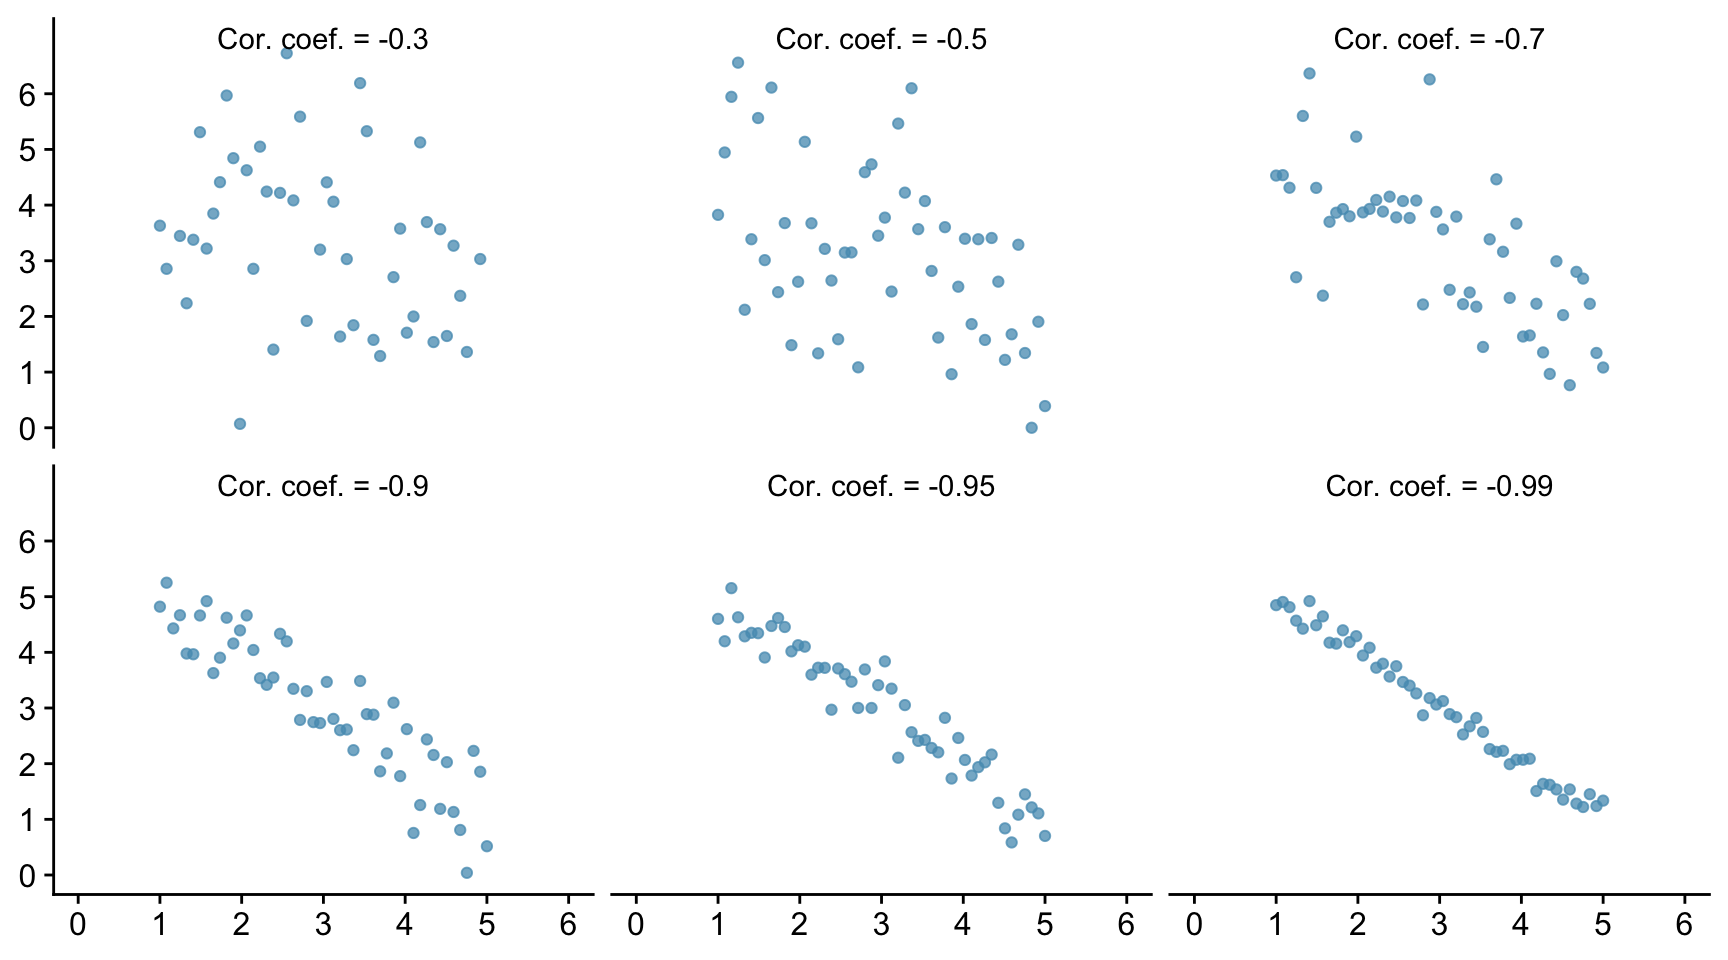 Cor. coef. = -0.3
Cor. coef. = -0.5
Cor. coef. = -0.7
6
5
4
3
2
1
0
Cor. coef. = -0.9
Cor. coef. = -0.95
Cor. coef. = -0.99
6
5
4
3
2
1
0
0 1 2 3 4 5 6
0 1 2 3 4 5 6
0 1 2 3 4 5 6